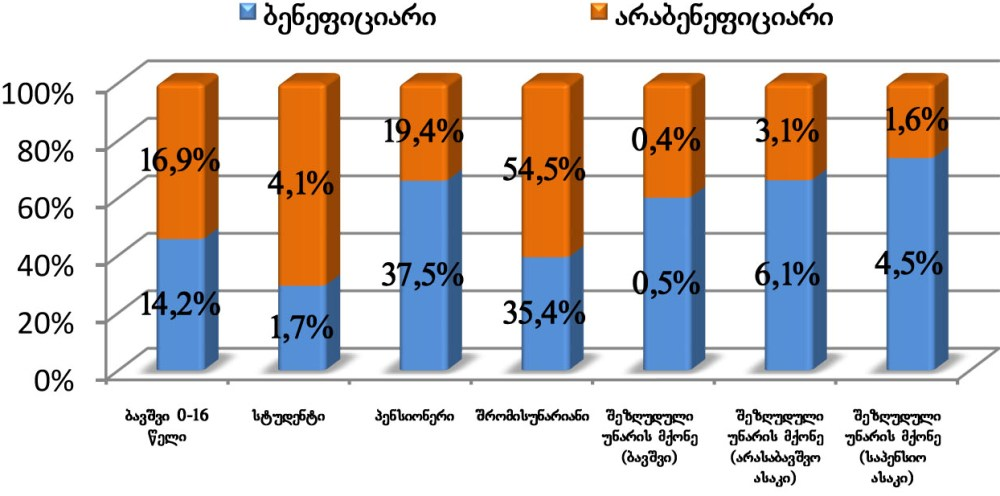 ბენეფიციარი არაბენეფიციარი
100%
80%
60%
40%
20%
0%
16,9% 4,1% 19,4% 54,5% 0,4% 3,1% 1,6%
14,2% 1,7% 37,5% 35,4% 0,5% 6,1% 4,5%
ბავშვი 0-16 სტუდენტი პენსიონერი შრომისუნარიანი შეზღუდული შეზღუდული შეზღუდული
წელი უნარის მქონე უნარის მქონე უნარის მქონე
(ბავშვი) (არასაბავშვო (საპენსიო
ასაკი) ასაკი)